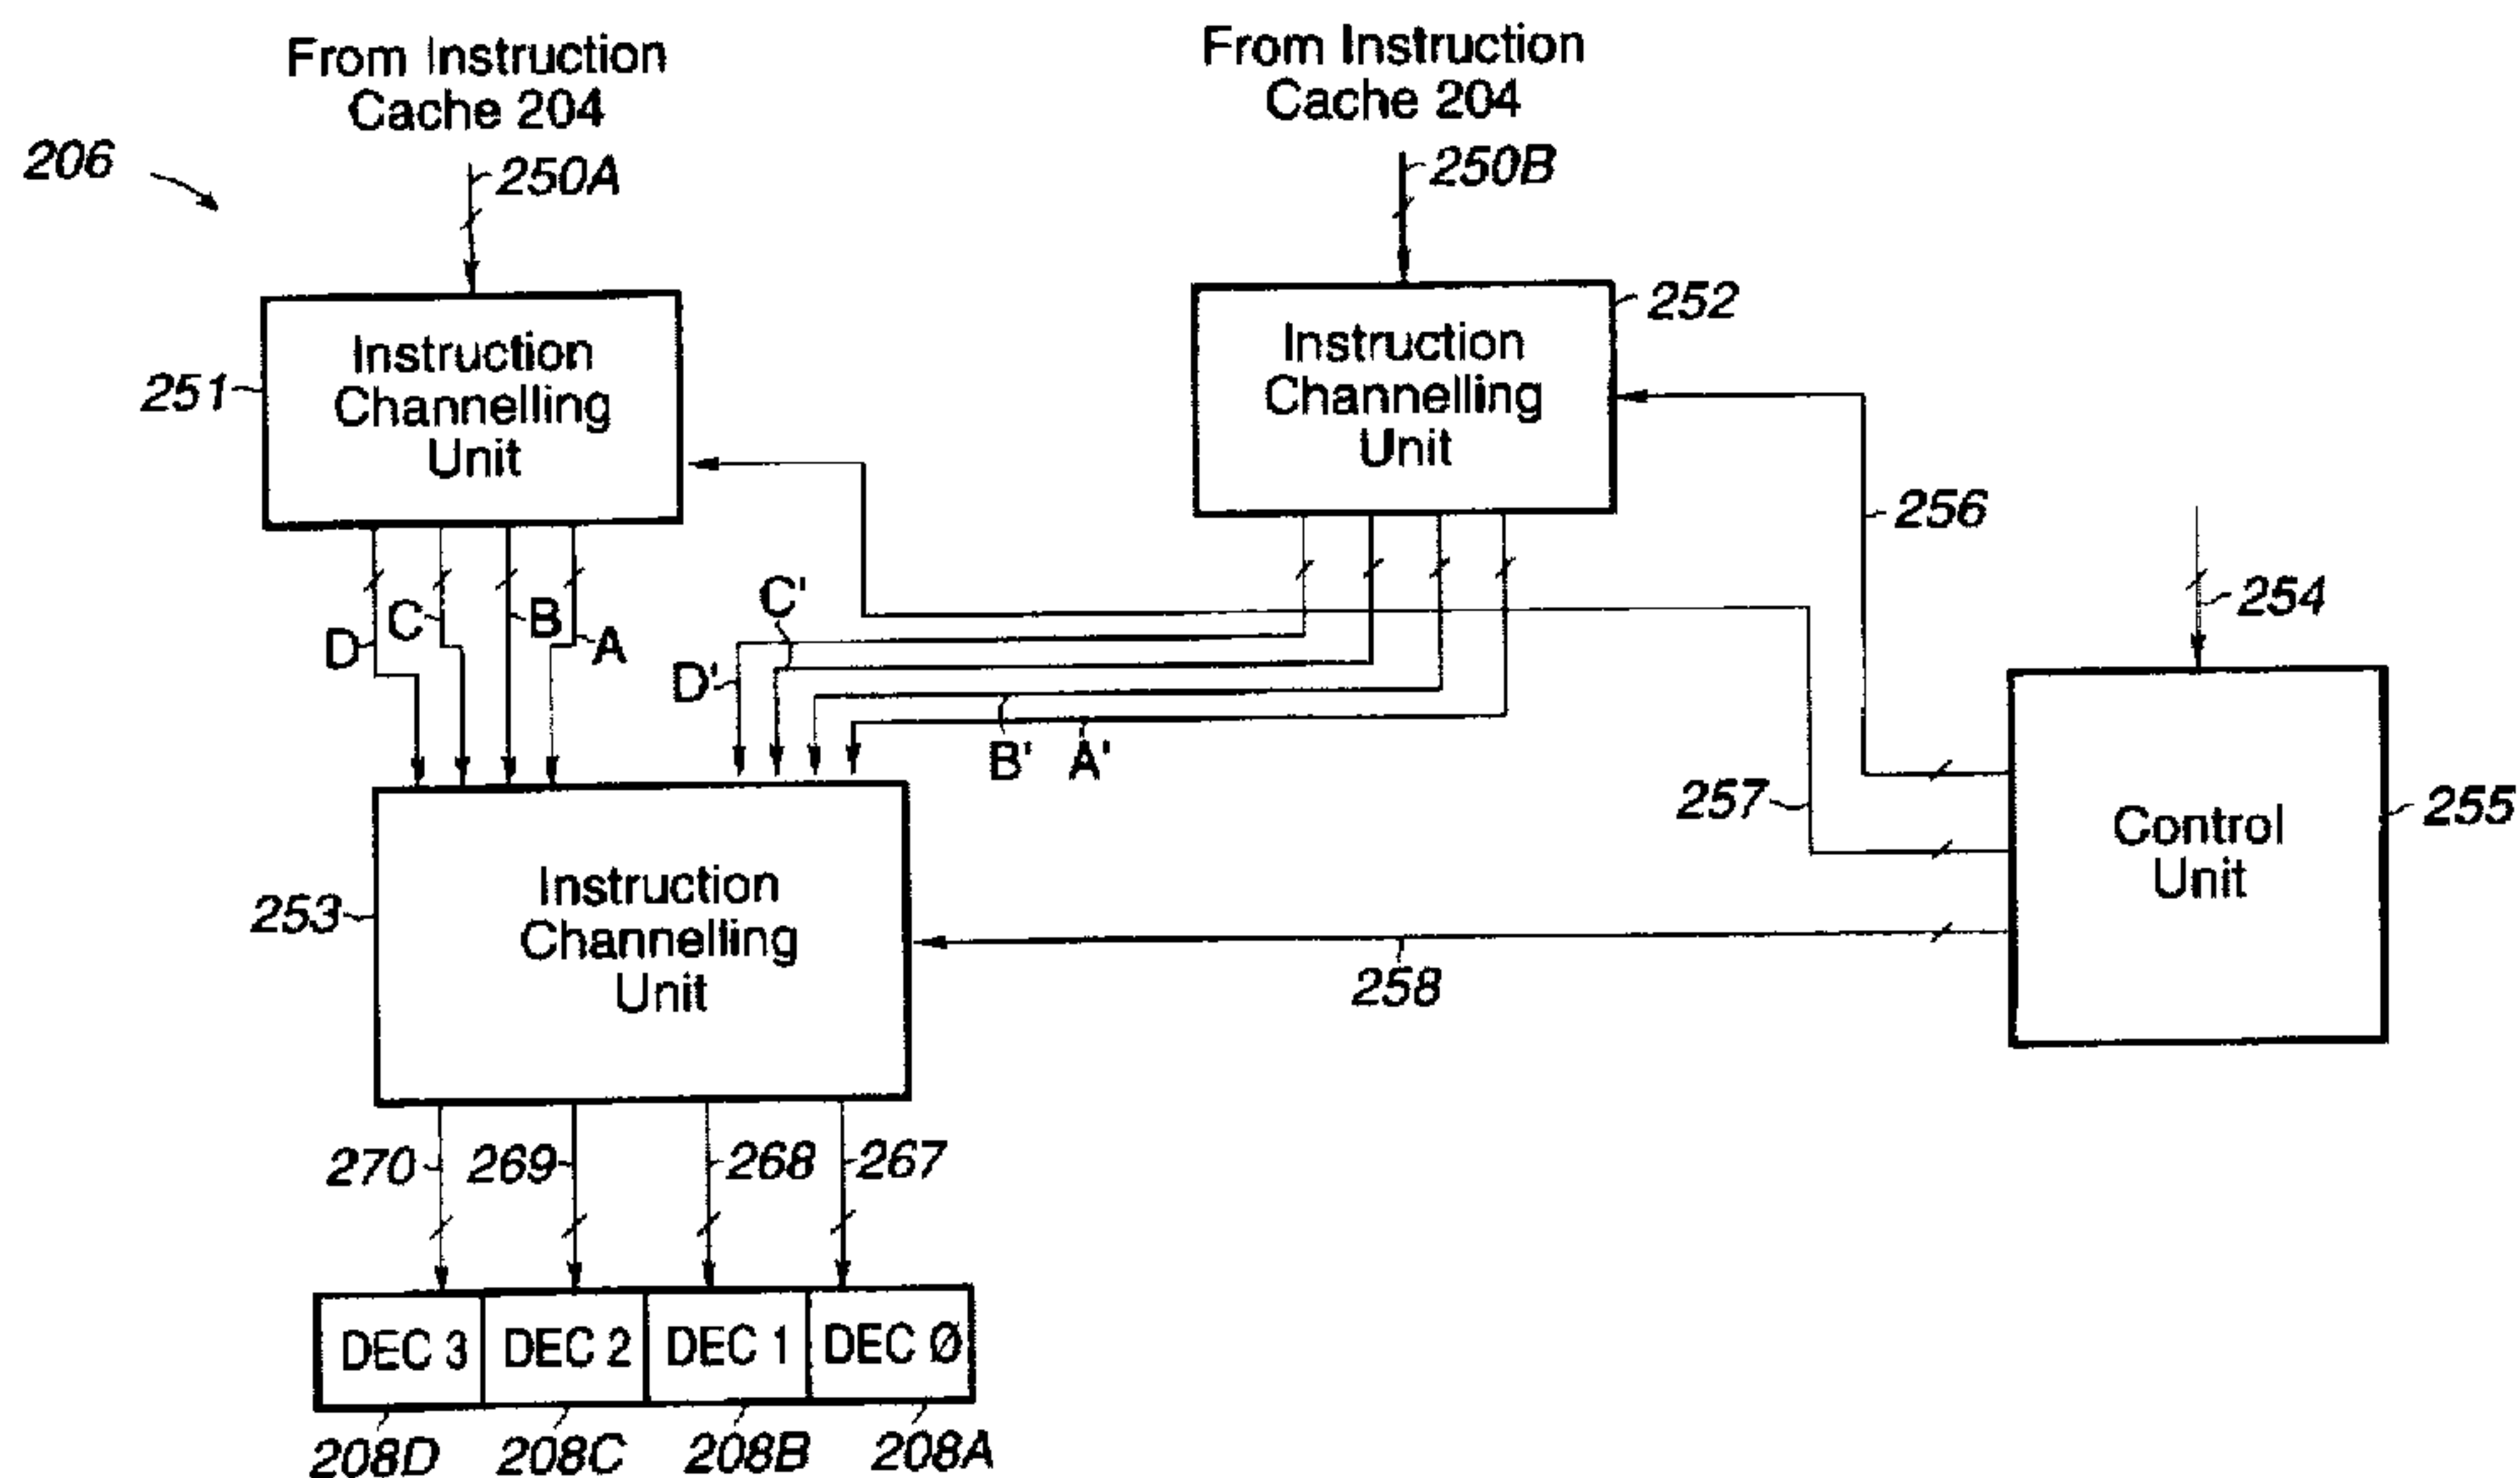 From Instruction
Cache 204
From Instruction
Cache 204
206
250A
250B
251
Instruction
Channelling
Unit
Instruction
Channelling
Unit
252
256
254
D
C
B
A
C'
D'
B'
A'
257
Control
Unit
255
253
Instruction
Channelling
Unit
258
270
269
268
267
DEC 3
DEC 2
DEC 1
DEC Ø
208D
208C
208B
208A